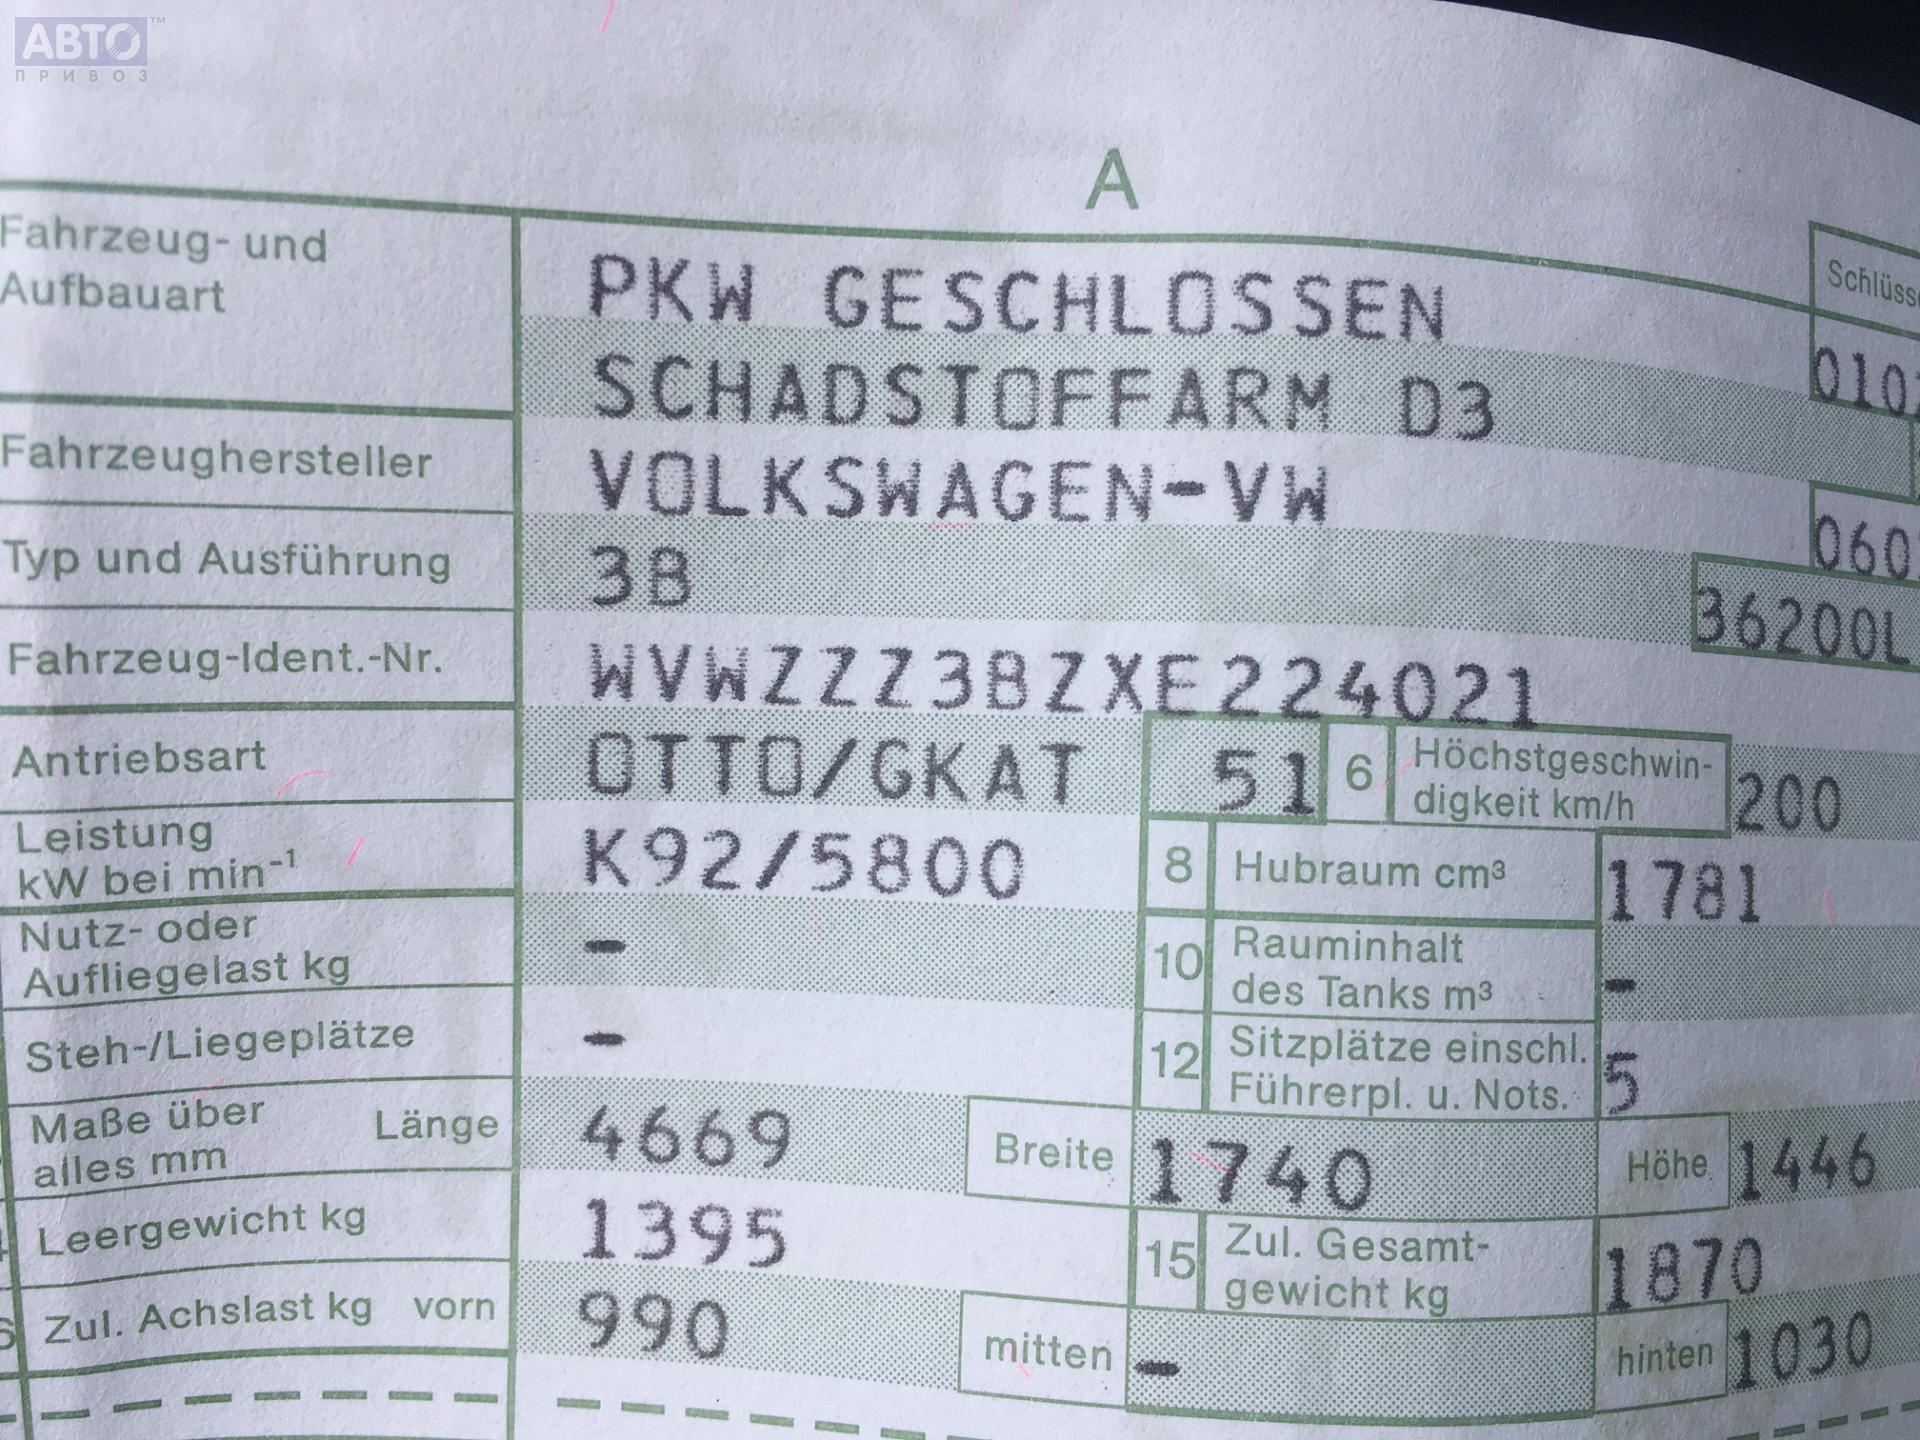 АВТО™
ПРИВОЗ
A
Fahrzeug- und
Aufbauart
PKW GESCHLOSSEN
SCHADSTOFFARM D3
Fahrzeughersteller
VOLKSWAGEN-VW
Typ und Ausführung
3B
36200L
Fahrzeug-Ident.-Nr.
WVWZZZ3BZXE224021
Antriebsart
OTTO/GKAT 51
6 Höchstgeschwin-
digkeit km/h 200
Leistung
kW bei min-1
K92/5800
8 Hubraum cm³ 1781
Nutz- oder
Aufliegelast kg
-
10 Rauminhalt
des Tanks m³ -
Steh-/Liegeplätze -
12 Sitzplätze einschl.
Führerpl. u. Nots. 5
Maße über
alles mm
Länge 4669 Breite 1740 Höhe 1446
Leergewicht kg 1395
15 Zul. Gesamt-
gewicht kg 1870
Zul. Achslast kg vorn 990 mitten - hinten 1030